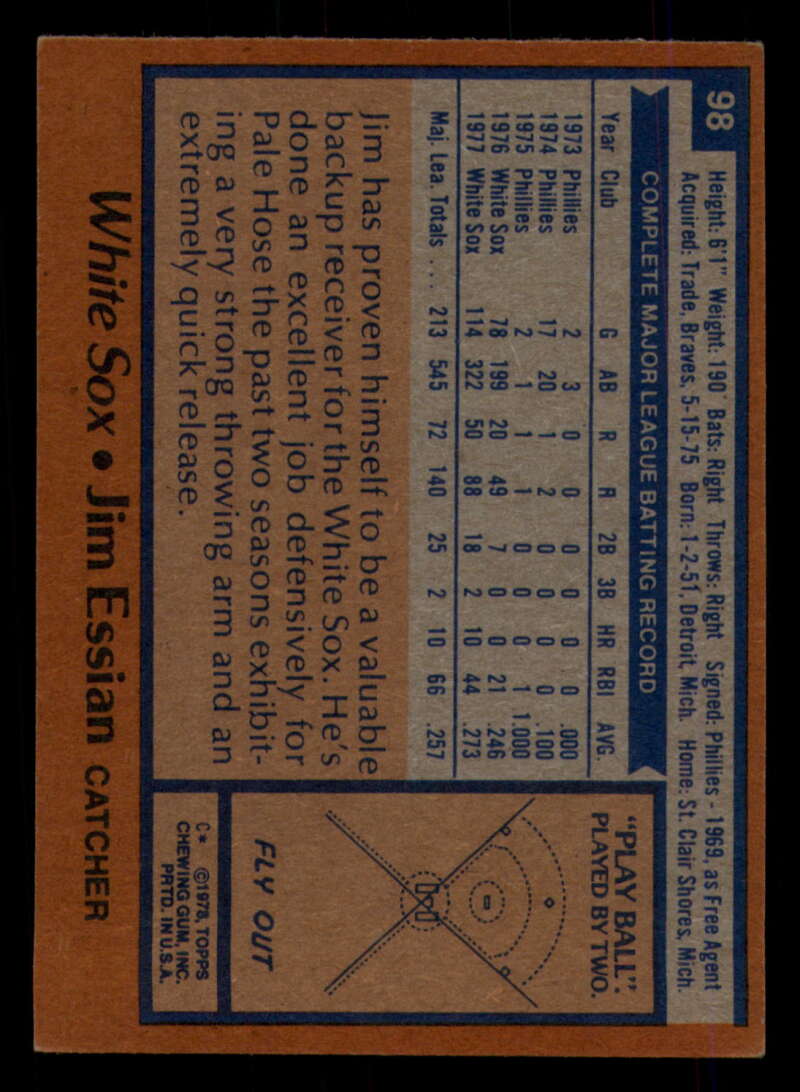 98
Height: 6'1" Weight: 190 Bats: Right Throws: Right Signed: Phillies - 1969, as Free Agent
Acquired: Trade, Braves, 5-15-75 Born: 1-2-51, Detroit, Mich. Home: St. Clair Shores, Mich.
COMPLETE MAJOR LEAGUE BATTING RECORD
Year Club G AB R H 2B 3B HR RBI AVG.
1973 Phillies 2 3 0 0 0 0 0 0 .000
1974 Phillies 17 20 1 2 0 0 0 0 .100
1975 Phillies 2 1 1 1 0 0 0 1 1.000
1976 White Sox 78 199 20 49 7 0 0 21 .246
1977 White Sox 114 322 50 88 18 2 10 44 .273
Maj. Lea. Totals ... 213 545 72 140 25 2 10 66 .257
Jim has proven himself to be a valuable
backup receiver for the White Sox. He's
done an excellent job defensively for
Pale Hose the past two seasons exhibit-
ing a very strong throwing arm and an
extremely quick release.
"PLAY BALL":
PLAYED BY TWO.
FLY OUT
C* ©1978, TOPPS
CHEWING GUM, INC.
PRTD. IN U.S.A.
White Sox • Jim Essian CATCHER